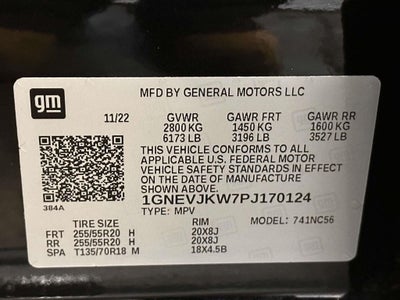 gm
MFD BY GENERAL MOTORS LLC
11/22 GVWR GAWR FRT GAWR RR
2800 KG 1450 KG 1600 KG
6173 LB 3196 LB 3527 LB
THIS VEHICLE CONFORMS TO ALL
APPLICABLE U.S. FEDERAL MOTOR
VEHICLE SAFETY STANDARDS IN EFFECT
ON THE DATE OF MANUFACTURE
384A
1GNEVJKW7PJ170124
TYPE: MPV MODEL: 741NC56
TIRE SIZE RIM
FRT 255/55R20 H 20X8J
RR 255/55R20 H 20X8J
SPA T135/70R18 M 18X4.5B